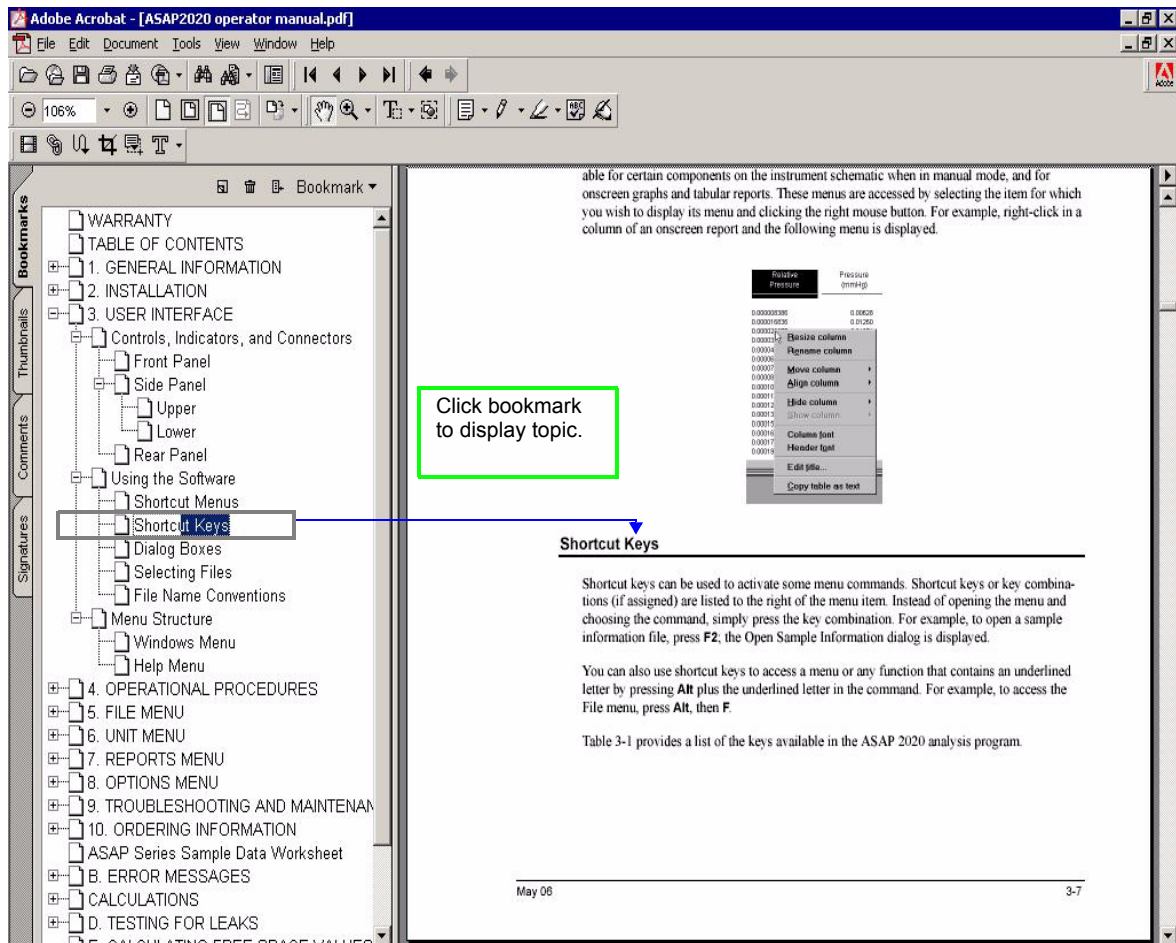 Adobe Acrobat - [ASAP2020 operator manual.pdf]
File Edit Document Tools View Window Help
Adobe
106%
Bookmarks
Thumbnails
Comments
Signatures
Bookmark
WARRANTY
TABLE OF CONTENTS
1. GENERAL INFORMATION
2. INSTALLATION
3. USER INTERFACE
Controls, Indicators, and Connectors
Front Panel
Side Panel
Upper
Lower
Rear Panel
Using the Software
Shortcut Menus
Shortcut Keys
Dialog Boxes
Selecting Files
File Name Conventions
Menu Structure
Windows Menu
Help Menu
4. OPERATIONAL PROCEDURES
5. FILE MENU
6. UNIT MENU
7. REPORTS MENU
8. OPTIONS MENU
9. TROUBLESHOOTING AND MAINTENAN
10. ORDERING INFORMATION
ASAP Series Sample Data Worksheet
B. ERROR MESSAGES
CALCULATIONS
D. TESTING FOR LEAKS
E. CALCULATING FREE SPACE VALUES
Click bookmark
to display topic.
able for certain components on the instrument schematic when in manual mode, and for
onscreen graphs and tabular reports. These menus are accessed by selecting the item for which
you wish to display its menu and clicking the right mouse button. For example, right-click in a
column of an onscreen report and the following menu is displayed.
Relative Pressure
Pressure (mmHg)
Resize column
Rename column
Move column
Align column
Hide column
Show column
Column font
Header font
Edit title...
Copy table as text
Shortcut Keys
Shortcut keys can be used to activate some menu commands. Shortcut keys or key combina-
tions (if assigned) are listed to the right of the menu item. Instead of opening the menu and
choosing the command, simply press the key combination. For example, to open a sample
information file, press F2; the Open Sample Information dialog is displayed.
You can also use shortcut keys to access a menu or any function that contains an underlined
letter by pressing Alt plus the underlined letter in the command. For example, to access the
File menu, press Alt, then F.
Table 3-1 provides a list of the keys available in the ASAP 2020 analysis program.
May 06
3-7